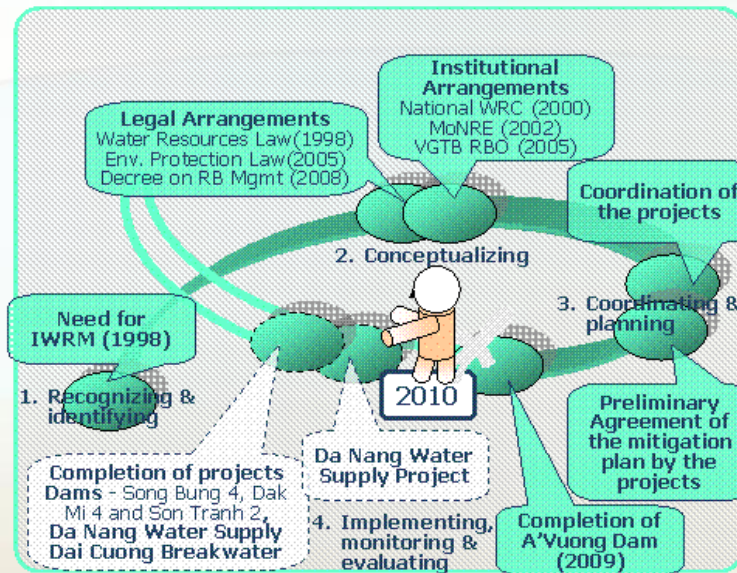 Institutional
Arrangements
National WRC (2000)
MoNRE (2002)
VGTB RBO (2005)
Legal Arrangements
Water Resources Law(1998)
Env. Protection Law(2005)
Decree on RB Mgmt (2008)
Coordination of
the projects
2. Conceptualizing
3. Coordinating &
planning
Need for
IWRM (1998)
1. Recognizing &
identifying
2010
Preliminary
Agreement of
the mitigation
plan by the
projects
Da Nang Water
Supply Project
Completion of projects
Dams - Song Bung 4, Dak
Mi 4 and Son Tranh 2,
Da Nang Water Supply
Dai Cuong Breakwater
4. Implementing,
monitoring &
evaluating
Completion of
A'Vuong Dam
(2009)